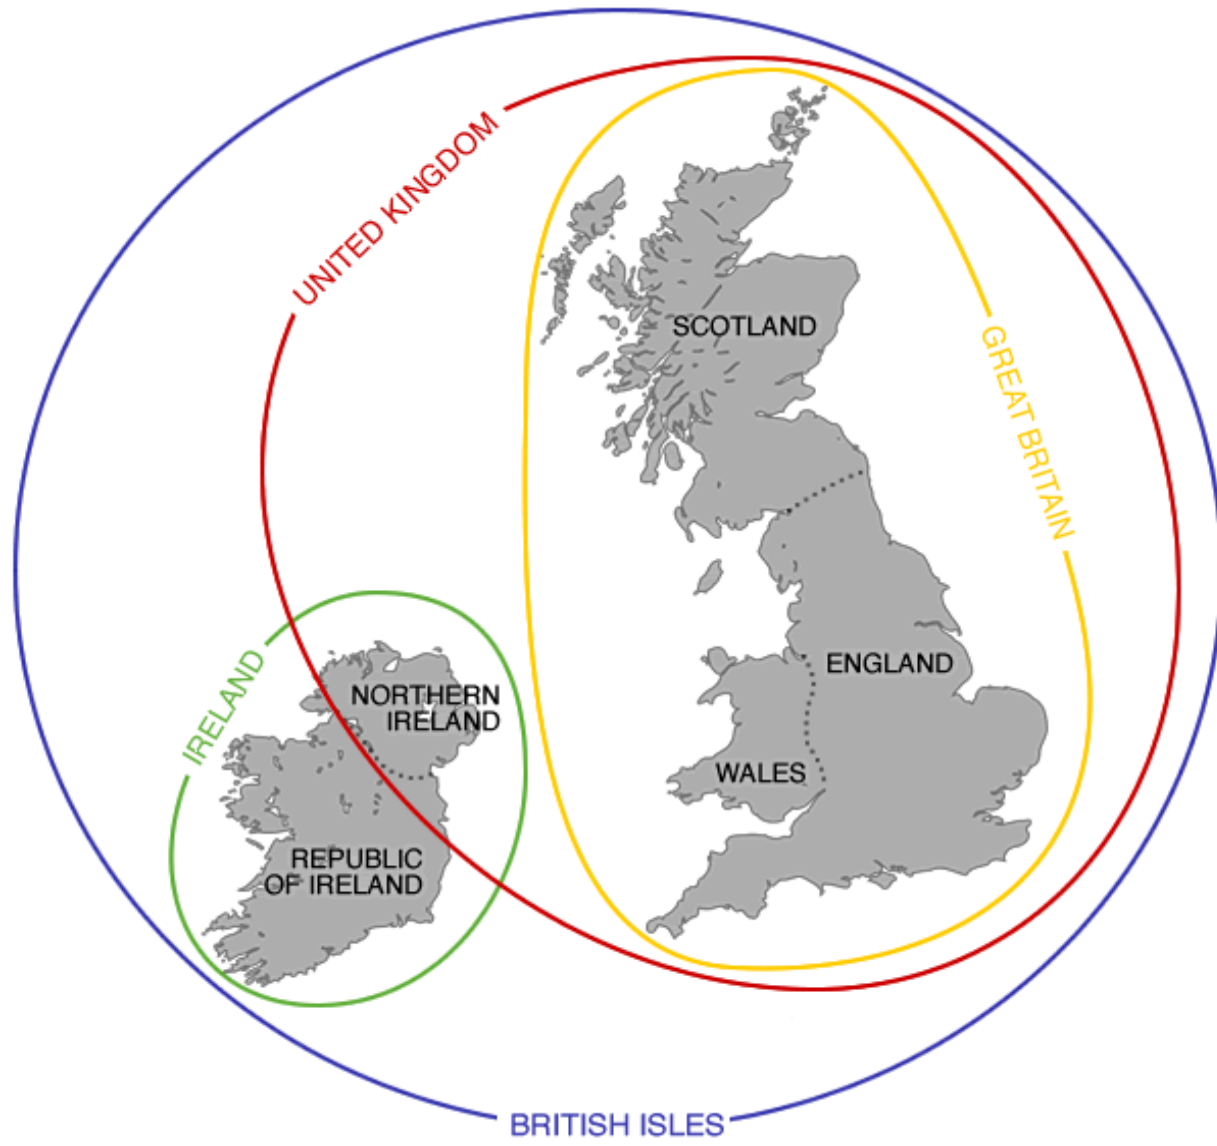 UNITED KINGDOM
SCOTLAND
GREAT BRITAIN
IRELAND
ENGLAND
NORTHERN
IRELAND
WALES
REPUBLIC
OF IRELAND
BRITISH ISLES